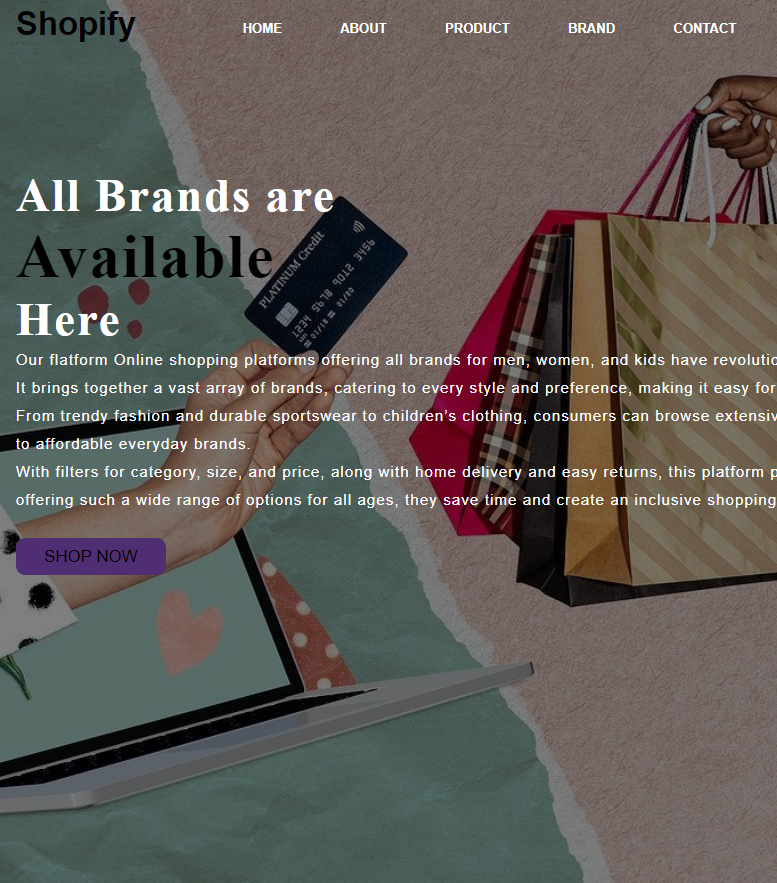 Shopify
HOME ABOUT PRODUCT BRAND CONTACT
All Brands are
Available
Here
PLATINUM Credit
1234 5678 9012 3456
01/18 01/20
Our flatform Online shopping platforms offering all brands for men, women, and kids have
It brings together a vast array of brands, catering to every style and preference, making it easy for
From trendy fashion and durable sportswear to children's clothing, consumers can browse
to affordable everyday brands.
With filters for category, size, and price, along with home delivery and easy returns, this platform
offering such a wide range of options for all ages, they save time and create an inclusive shopping
SHOP NOW